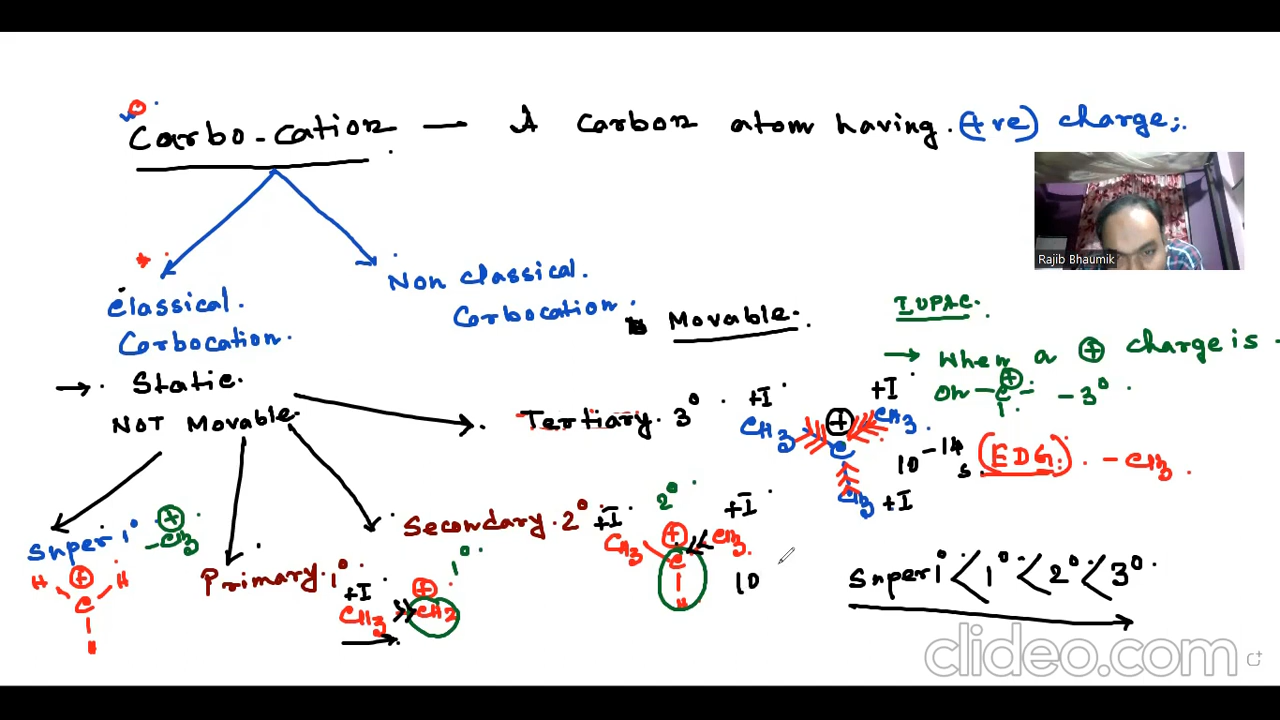 Carbo-cation — A carbon atom having (+ve) charge;
Rajib Bhaumik
Classical
Carbocation
Non classical
Carbocation
Movable
→ Static
NOT Movable
IUPAC
→ When a ⊕ charge is
on -C- -3°
⊕
Tertiary 3°
+I
+I
CH3
⊕
CH3
C
CH3
+I
10^-14 s
(EDG) -CH3
Super 1°
⊕
-CH3
H ⊕ H
C
H
Primary 1°
+I
CH3
⊕
CH2
1°
Secondary 2°
2°
+I
+I
CH3
⊕
CH3
C
H
10
Super 1 < 1° < 2° < 3°
clideo.com